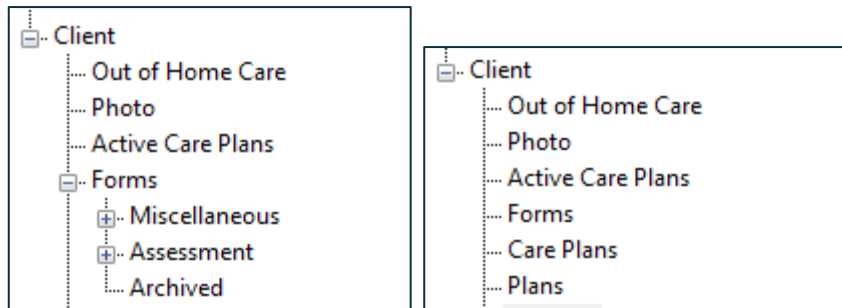 Client
Out of Home Care
Photo
Active Care Plans
Forms
Miscellaneous
Assessment
Archived
Client
Out of Home Care
Photo
Active Care Plans
Forms
Care Plans
Plans